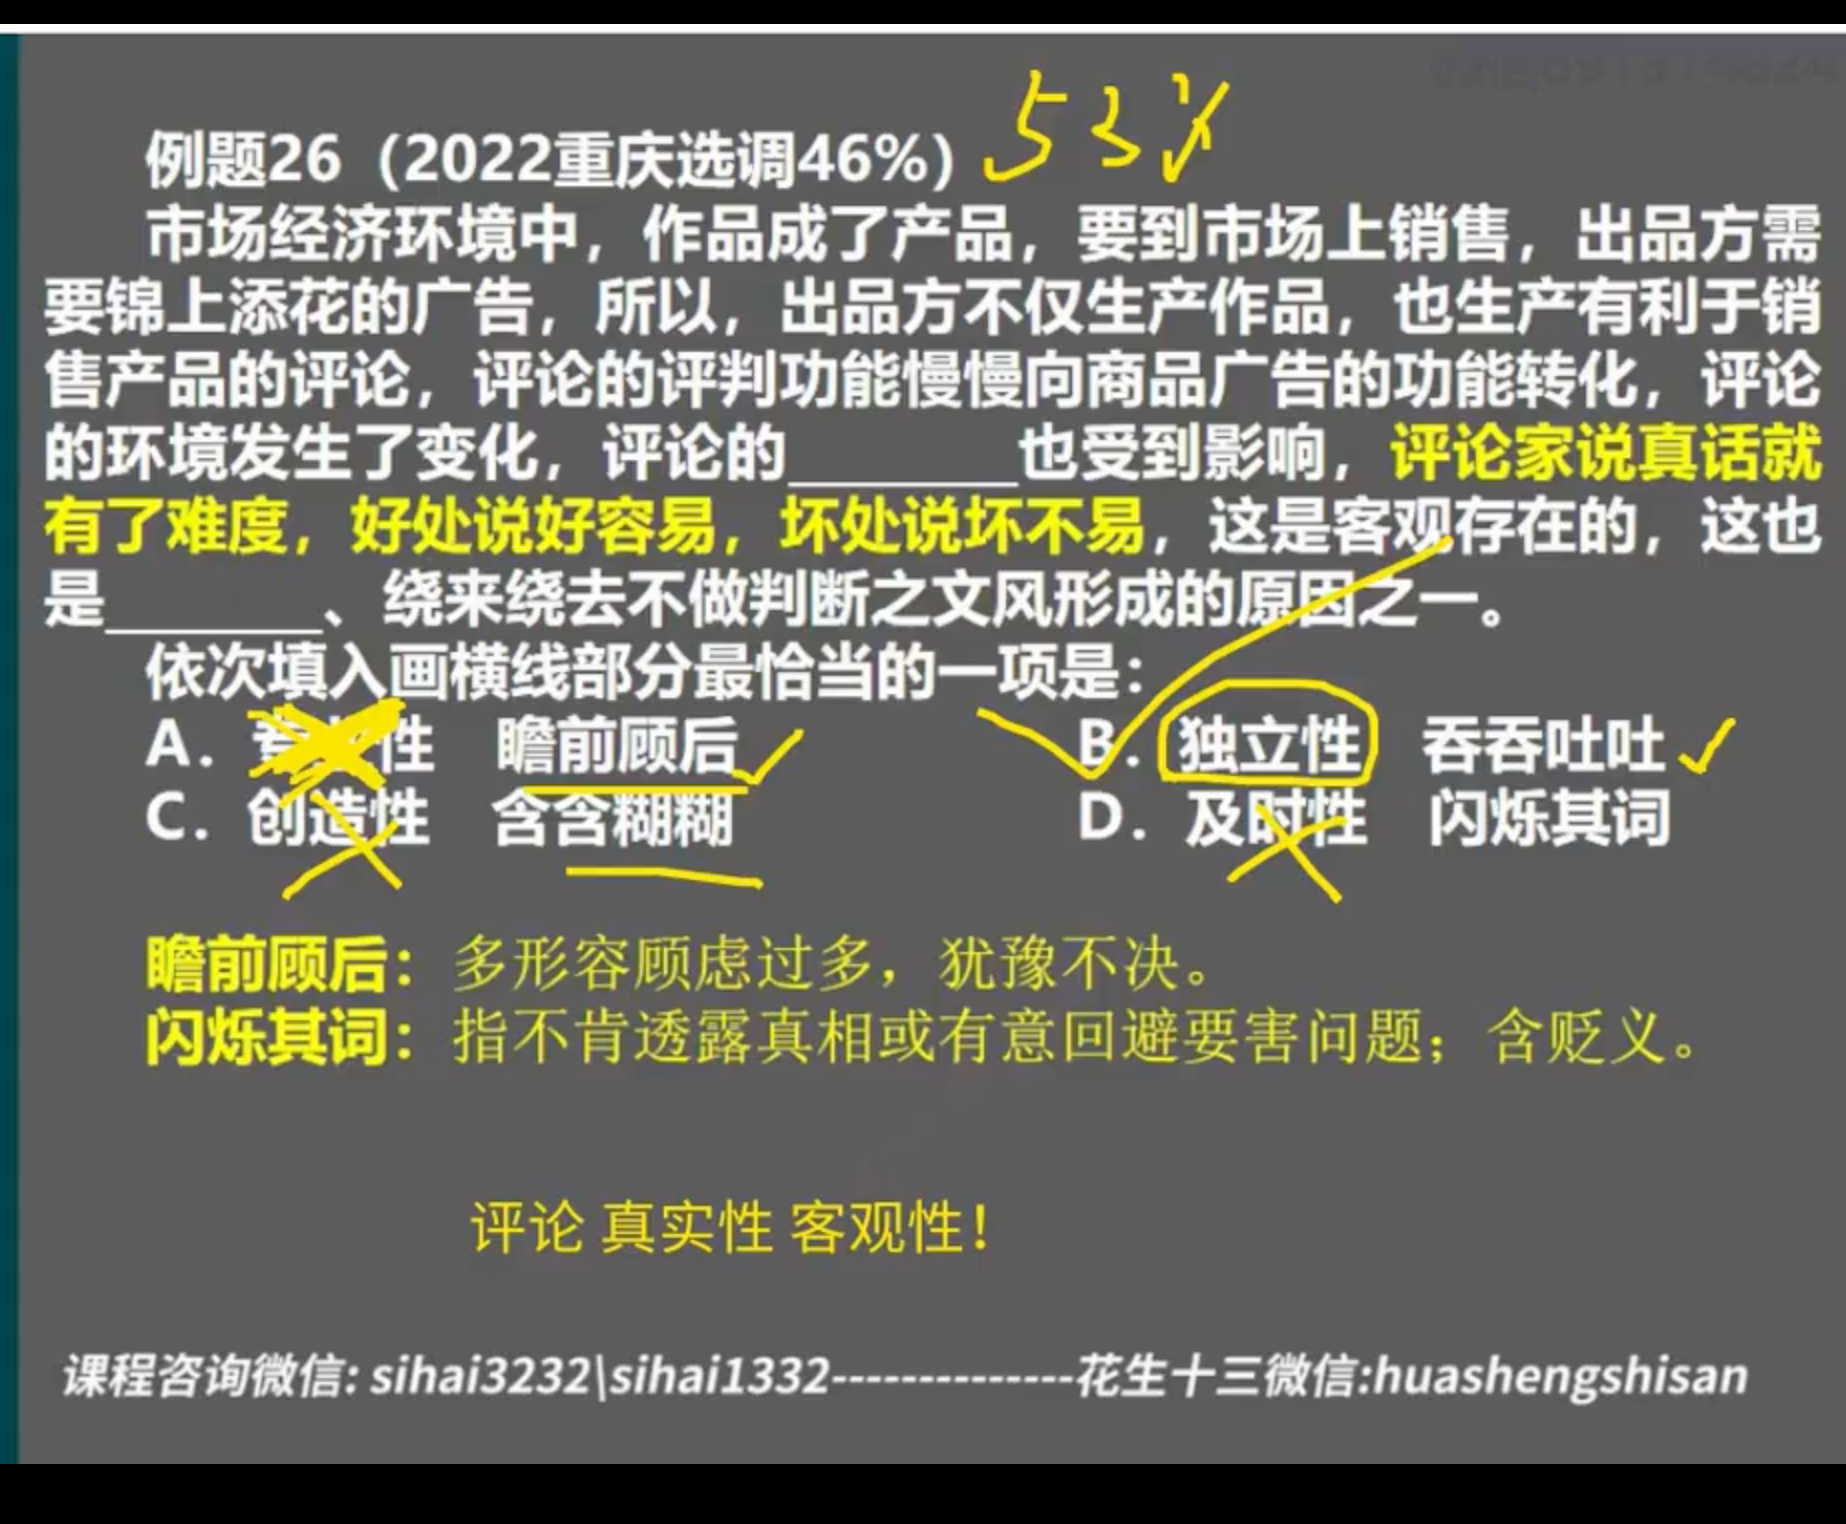 例题26（2022重庆选调46%）53%
市场经济环境中，作品成了产品，要到市场上销售，出品方需
要锦上添花的广告，所以，出品方不仅生产作品，也生产有利于销
售产品的评论，评论的评判功能慢慢向商品广告的功能转化，评论
的环境发生了变化，评论的________也受到影响，评论家说真话就
有了难度，好处说好容易，坏处说坏不易，这是客观存在的，这也
是________、绕来绕去不做判断之文风形成的原因之一。
依次填入画横线部分最恰当的一项是：
A. 性 瞻前顾后 B. 独立性 吞吞吐吐
C. 创造性 含含糊糊 D. 及时性 闪烁其词
瞻前顾后：多形容顾虑过多，犹豫不决。
闪烁其词：指不肯透露真相或有意回避要害问题；含贬义。
评论 真实性 客观性！
课程咨询微信: sihai3232\sihai1332--------------花生十三微信:huashengshisan